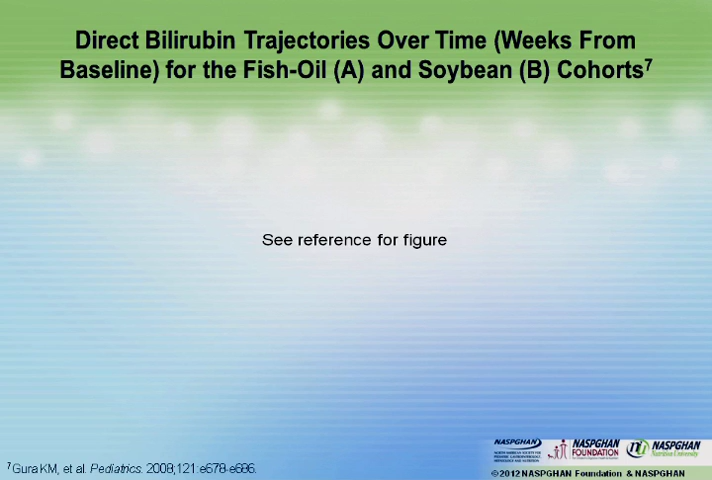 Direct Bilirubin Trajectories Over Time (Weeks From
Baseline) for the Fish-Oil (A) and Soybean (B) Cohorts⁷
See reference for figure
NASPGHAN
NASPGHAN
FOUNDATION
NASPGHAN
Nutrition University
⁷Gura KM, et al. Pediatrics. 2008;121:e678-e686.
©2012 NASPGHAN Foundation & NASPGHAN